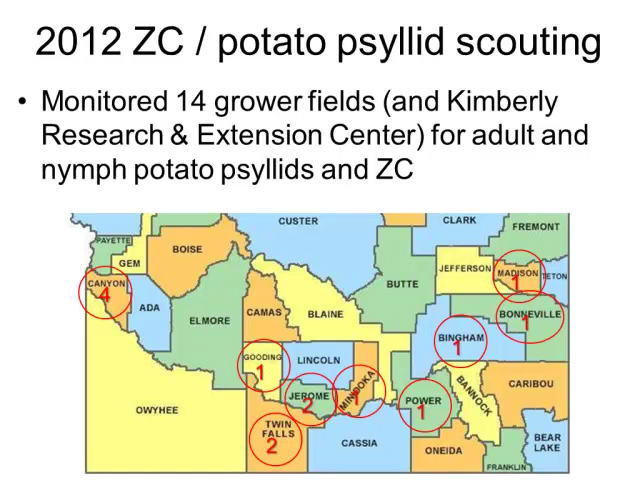 2012 ZC / potato psyllid scouting
• Monitored 14 grower fields (and Kimberly
Research & Extension Center) for adult and
nymph potato psyllids and ZC
CUSTER
CLARK
FREMONT
PAYETTE
BOISE
GEM
JEFFERSON
MADISON
1
TETON
CANYON
4
BUTTE
ADA
CAMAS
BLAINE
BONNEVILLE
1
ELMORE
BINGHAM
1
GOODING
1
LINCOLN
MINIDOKA
1
JEROME
2
POWER
1
BANNOCK
CARIBOU
OWYHEE
TWIN
FALLS
2
CASSIA
ONEIDA
BEAR
LAKE
FRANKLIN